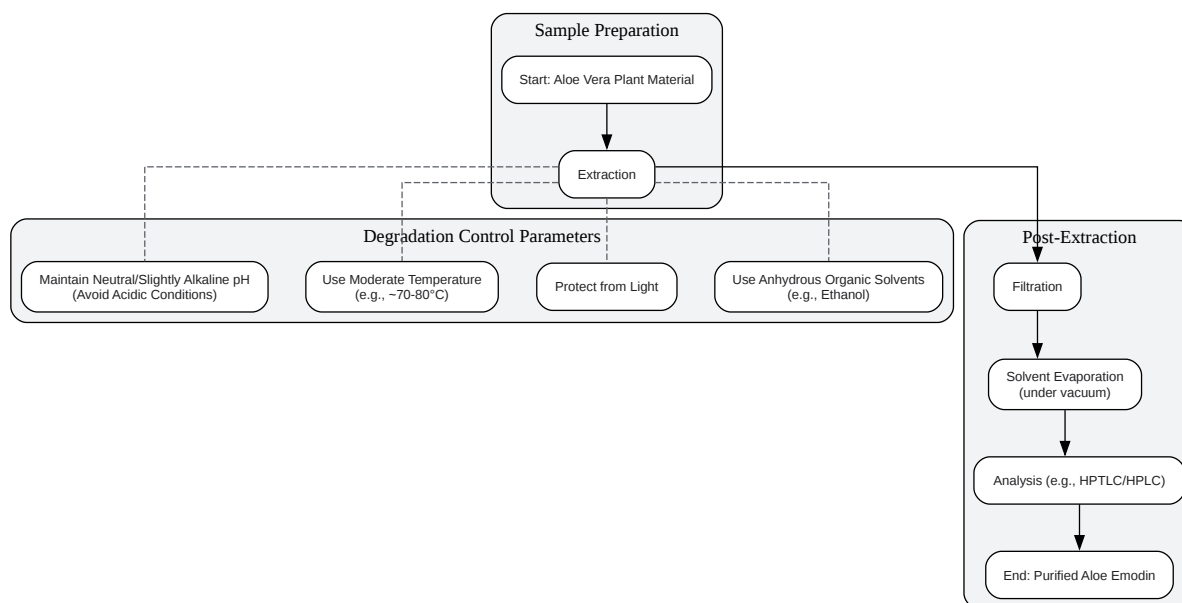 Sample Preparation
Start: Aloe Vera Plant Material
Extraction
Degradation Control Parameters
Maintain Neutral/Slightly Alkaline pH
(Avoid Acidic Conditions)
Use Moderate Temperature
(e.g., ~70-80°C)
Protect from Light
Use Anhydrous Organic Solvents
(e.g., Ethanol)
Post-Extraction
Filtration
Solvent Evaporation
(under vacuum)
Analysis (e.g., HPTLC/HPLC)
End: Purified Aloe Emodin